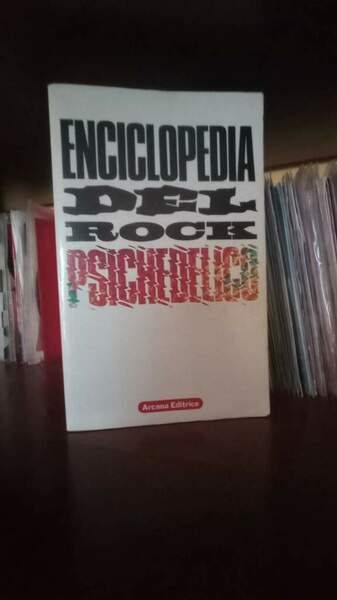 ENCICLOPEDIA
DEL
ROCK
PSICHEDELICO
Arcana Editrice